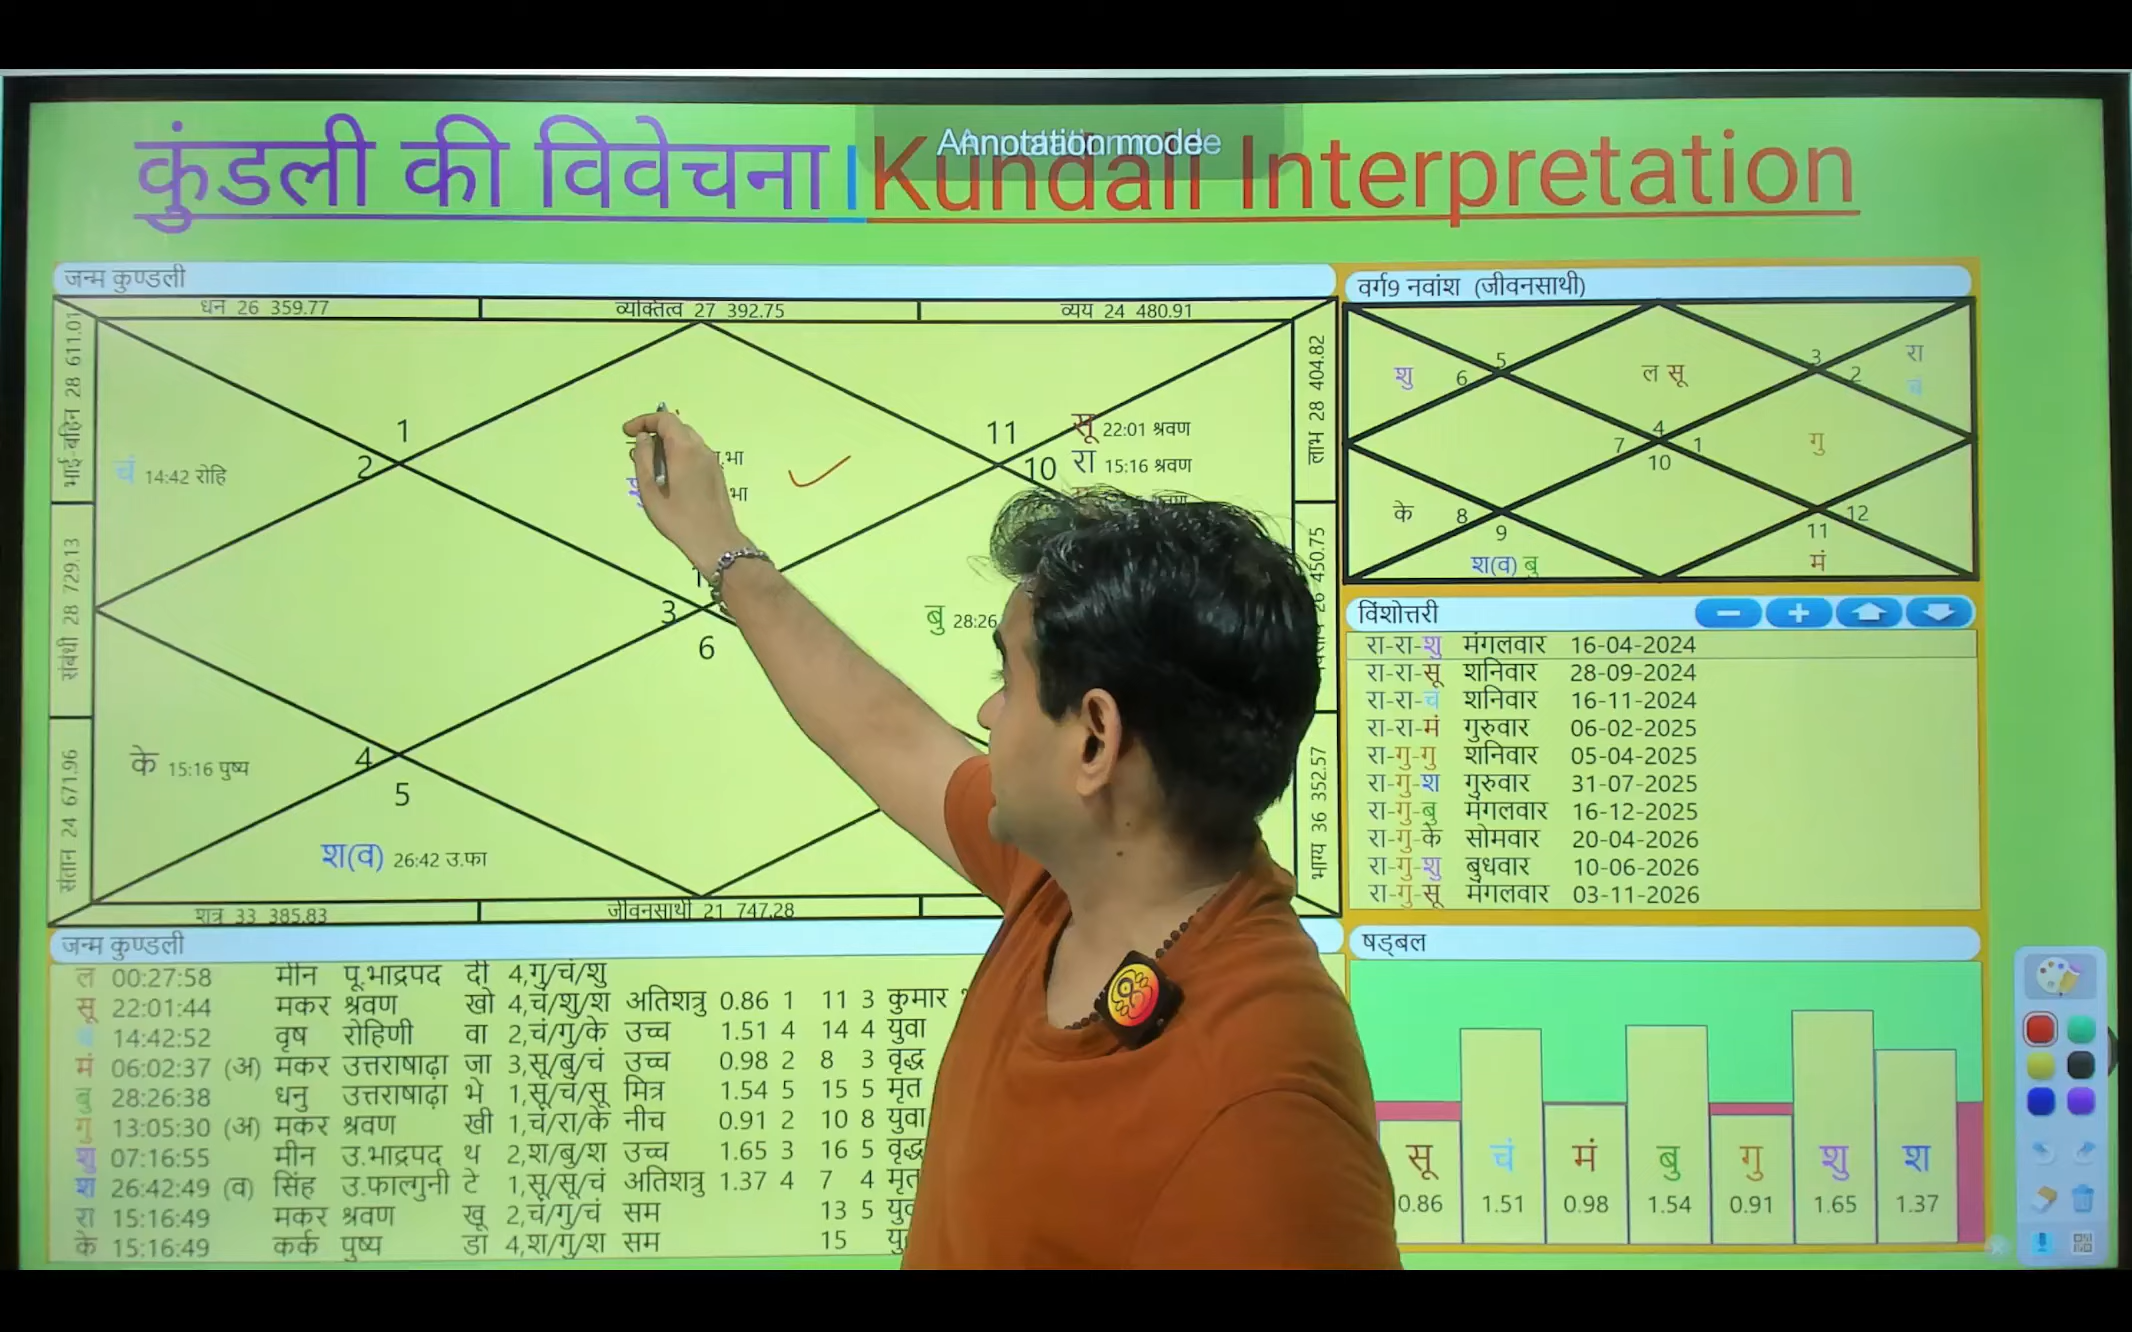 Annotation mode
कुंडली की विवेचना | Kundali Interpretation
जन्म कुण्डली
धन 26 359.77
व्यक्तित्व 27 392.75
व्यय 24 480.91
भाई-बहिन 28 611.01
संबंधी 28 729.13
संतान 24 671.96
लाभ 28 404.82
26 450.75
भाग्य 36 352.57
1
2
चं 14:42 रोहि
भा
भा
11
10
सू 22:01 श्रवण
रा 15:16 श्रवण
3
6
बु 28:26
के 15:16 पुष्य
4
5
श(व) 26:42 उ.फा
शत्रु 33 385.83
जीवनसाथी 21 747.28
वर्ग9 नवांश (जीवनसाथी)
शु
5
6
ल सू
3
2
रा
चं
4
7
1
10
गु
के
8
9
12
11
श(व) बु
मं
विंशोत्तरी
रा-रा-शु मंगलवार 16-04-2024
रा-रा-सू शनिवार 28-09-2024
रा-रा-चं शनिवार 16-11-2024
रा-रा-मं गुरुवार 06-02-2025
रा-गु-गु शनिवार 05-04-2025
रा-गु-श गुरुवार 31-07-2025
रा-गु-बु मंगलवार 16-12-2025
रा-गु-के सोमवार 20-04-2026
रा-गु-शु बुधवार 10-06-2026
रा-गु-सू मंगलवार 03-11-2026
जन्म कुण्डली
ल 00:27:58 मीन पू.भाद्रपद दी 4,गु/चं/शु
सू 22:01:44 मकर श्रवण खो 4,चं/शु/श अतिशत्रु 0.86 1 11 3 कुमार
चं 14:42:52 वृष रोहिणी वा 2,चं/गु/के उच्च 1.51 4 14 4 युवा
मं 06:02:37 (अ) मकर उत्तराषाढ़ा जा 3,सू/बु/चं उच्च 0.98 2 8 3 वृद्ध
बु 28:26:38 धनु उत्तराषाढ़ा भे 1,सू/चं/सू मित्र 1.54 5 15 5 मृत
गु 13:05:30 (अ) मकर श्रवण खी 1,चं/रा/के नीच 0.91 2 10 8 युवा
शु 07:16:55 मीन उ.भाद्रपद थ 2,श/बु/श उच्च 1.65 3 16 5 वृद्ध
श 26:42:49 (व) सिंह उ.फाल्गुनी टे 1,सू/सू/चं अतिशत्रु 1.37 4 7 4 मृत
रा 15:16:49 मकर श्रवण खू 2,चं/गु/चं सम 13 5
के 15:16:49 कर्क पुष्य डा 4,श/गु/श सम 15
षड्बल
सू चं मं बु गु शु श
0.86 1.51 0.98 1.54 0.91 1.65 1.37